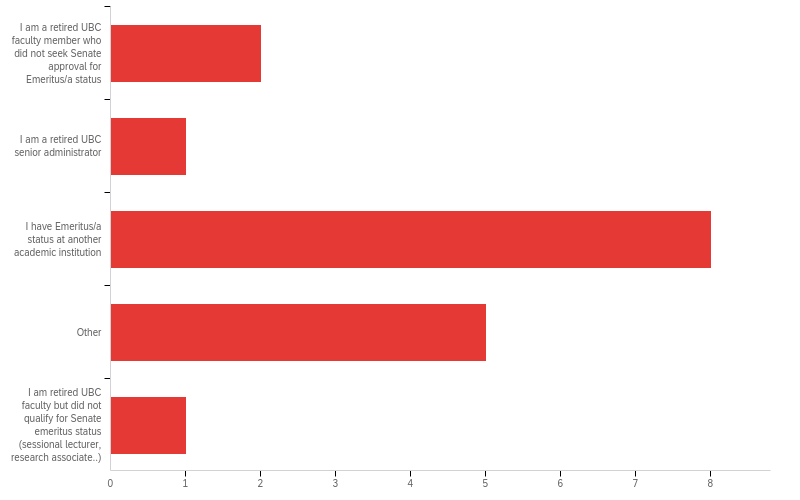 I am a retired UBC
faculty member who
did not seek Senate
approval for
Emeritus/a status
I am a retired UBC
senior administrator
I have Emeritus/a
status at another
academic institution
Other
I am retired UBC
faculty but did not
qualify for Senate
emeritus status
(sessional lecturer,
research associate..)
0 1 2 3 4 5 6 7 8